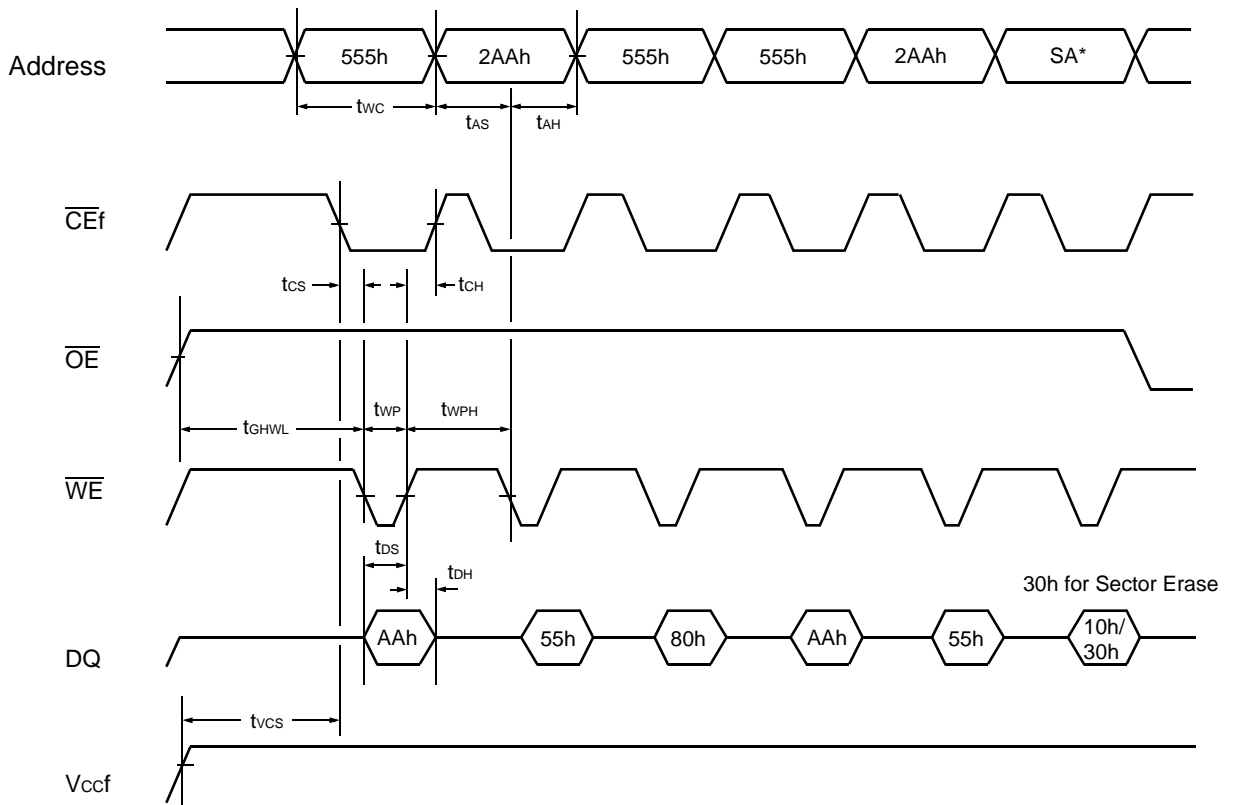 Address
555h
2AAh
555h
555h
2AAh
SA*
tWC
tAS
tAH
CEf
tCS
tCH
OE
tGHWL
tWP
tWPH
WE
tDS
tDH
30h for Sector Erase
DQ
AAh
55h
80h
AAh
55h
10h/
30h
tVCS
VCCf